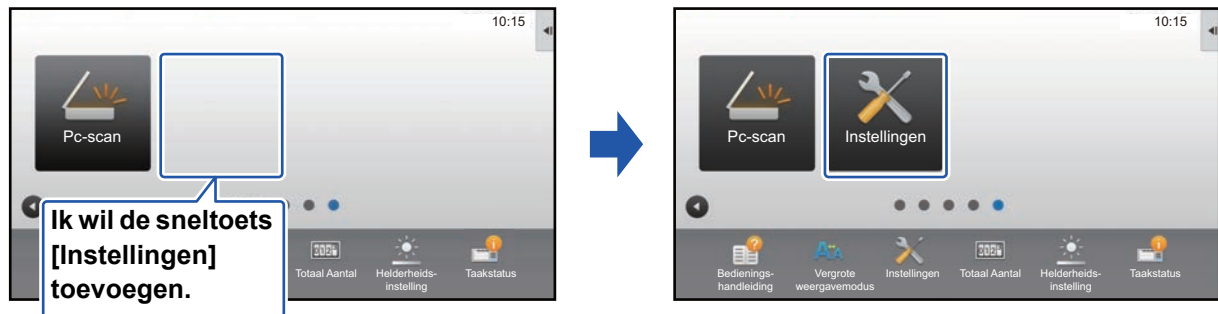 10:15
Pc-scan
Ik wil de sneltoets
[Instellingen]
toevoegen.
Totaal Aantal
Helderheids-
instelling
Taakstatus
10:15
Pc-scan
Instellingen
Bedienings-
handleiding
Vergrote
weergavemodus
Instellingen
Totaal Aantal
Helderheids-
instelling
Taakstatus